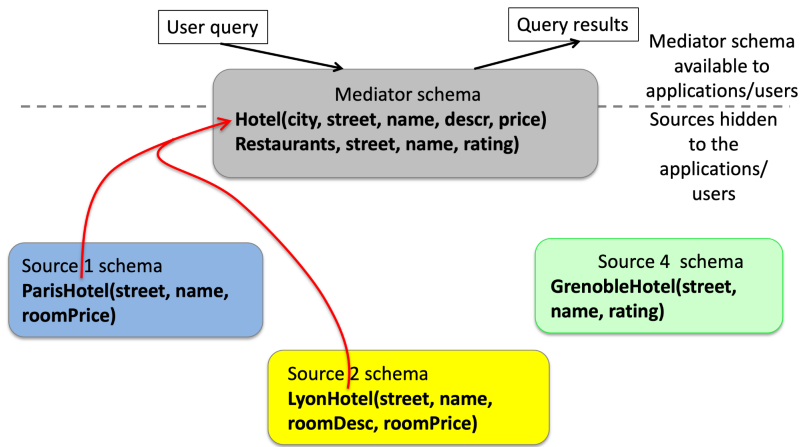 User query
Query results
Mediator schema
available to
applications/users
Mediator schema
Hotel(city, street, name, descr, price)
Restaurants, street, name, rating)
Sources hidden
to the
applications/
users
Source 1 schema
ParisHotel(street, name,
roomPrice)
Source 4 schema
GrenobleHotel(street,
name, rating)
Source 2 schema
LyonHotel(street, name,
roomDesc, roomPrice)